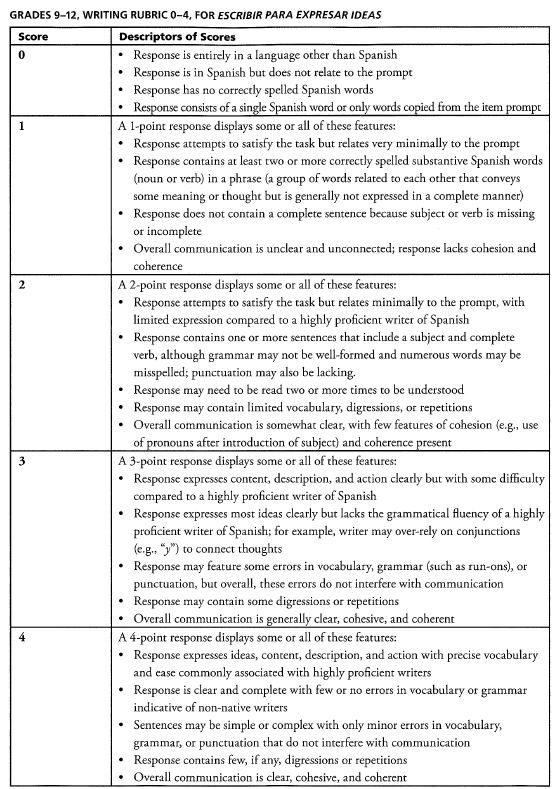 GRADES 9–12, WRITING RUBRIC 0–4, FOR ESCRIBIR PARA EXPRESAR IDEAS
Score Descriptors of Scores
0 • Response is entirely in a language other than Spanish
• Response is in Spanish but does not relate to the prompt
• Response has no correctly spelled Spanish words
• Response consists of a single Spanish word or only words copied from the item prompt
1 A 1-point response displays some or all of these features:
• Response attempts to satisfy the task but relates very minimally to the prompt
• Response contains at least two or more correctly spelled substantive Spanish words
(noun or verb) in a phrase (a group of words related to each other that conveys
some meaning or thought but is generally not expressed in a complete manner)
• Response does not contain a complete sentence because subject or verb is missing
or incomplete
• Overall communication is unclear and unconnected; response lacks cohesion and
coherence
2 A 2-point response displays some or all of these features:
• Response attempts to satisfy the task but relates minimally to the prompt, with
limited expression compared to a highly proficient writer of Spanish
• Response contains one or more sentences that include a subject and complete
verb, although grammar may not be well-formed and numerous words may be
misspelled; punctuation may also be lacking.
• Response may need to be read two or more times to be understood
• Response may contain limited vocabulary, digressions, or repetitions
• Overall communication is somewhat clear, with few features of cohesion (e.g., use
of pronouns after introduction of subject) and coherence present
3 A 3-point response displays some or all of these features:
• Response expresses content, description, and action clearly but with some difficulty
compared to a highly proficient writer of Spanish
• Response expresses most ideas clearly but lacks the grammatical fluency of a highly
proficient writer of Spanish; for example, writer may over-rely on conjunctions
(e.g., “y”) to connect thoughts
• Response may feature some errors in vocabulary, grammar (such as run-ons), or
punctuation, but overall, these errors do not interfere with communication
• Response may contain some digressions or repetitions
• Overall communication is generally clear, cohesive, and coherent
4 A 4-point response displays some or all of these features:
• Response expresses ideas, content, description, and action with precise vocabulary
and ease commonly associated with highly proficient writers
• Response is clear and complete with few or no errors in vocabulary or grammar
indicative of non-native writers
• Sentences may be simple or complex with only minor errors in vocabulary,
grammar, or punctuation that do not interfere with communication
• Response contains few, if any, digressions or repetitions
• Overall communication is clear, cohesive, and coherent